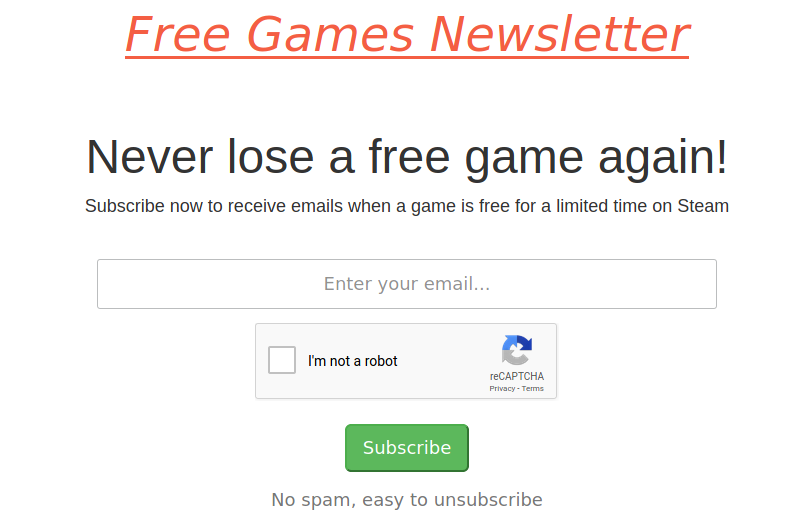 Free Games Newsletter
Never lose a free game again!
Subscribe now to receive emails when a game is free for a limited time on Steam
Enter your email...
I'm not a robot
reCAPTCHA
Privacy - Terms
Subscribe
No spam, easy to unsubscribe